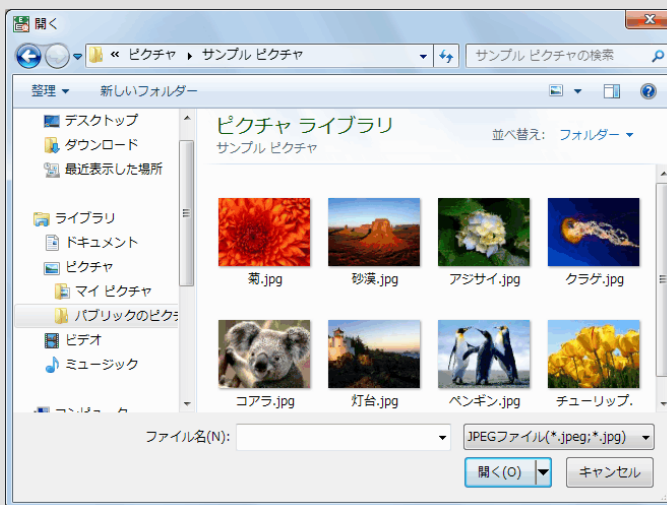 開く
« ピクチャ ▸ サンプル ピクチャ
サンプル ピクチャの検索
整理 ▼ 新しいフォルダー
デスクトップ
ダウンロード
最近表示した場所
ライブラリ
ドキュメント
ピクチャ
マイ ピクチャ
パブリックのピクチ
ビデオ
ミュージック
コンピュータ
ピクチャ ライブラリ
サンプル ピクチャ
並べ替え: フォルダー ▼
菊.jpg 砂漠.jpg アジサイ.jpg クラゲ.jpg
コアラ.jpg 灯台.jpg ペンギン.jpg チューリップ.
ファイル名(N):
JPEGファイル(*.jpeg;*.jpg)
開く(O) キャンセル